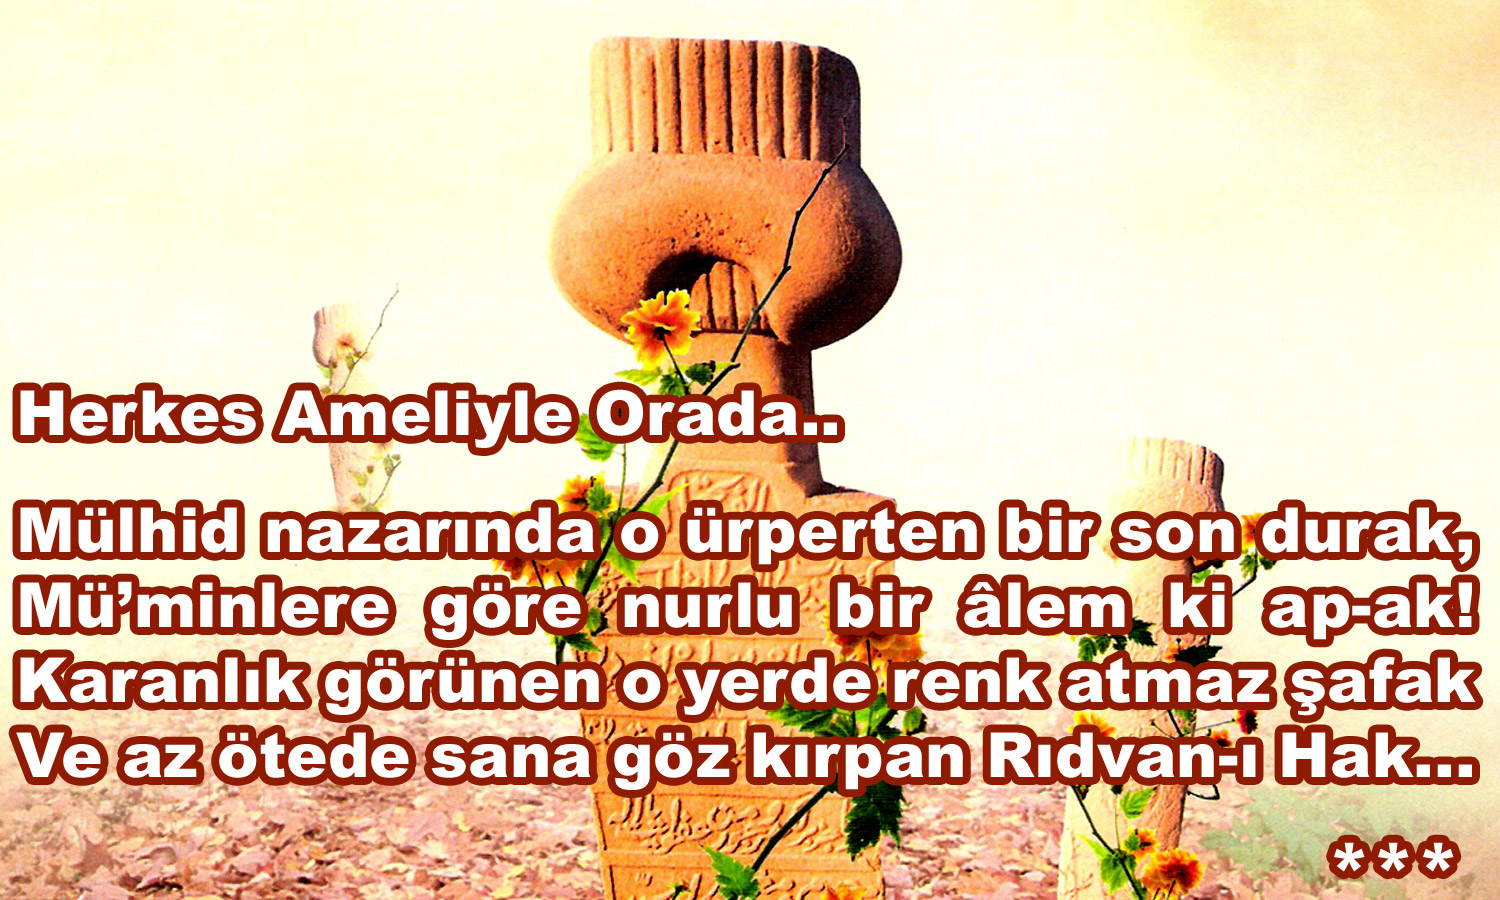 Herkes Ameliyle Orada..
Mülhid nazarında o ürperten bir son durak,
Mü’minlere göre nurlu bir âlem ki ap-ak!
Karanlık görünen o yerde renk atmaz şafak
Ve az ötede sana göz kırpan Rıdvan-ı Hak...
***